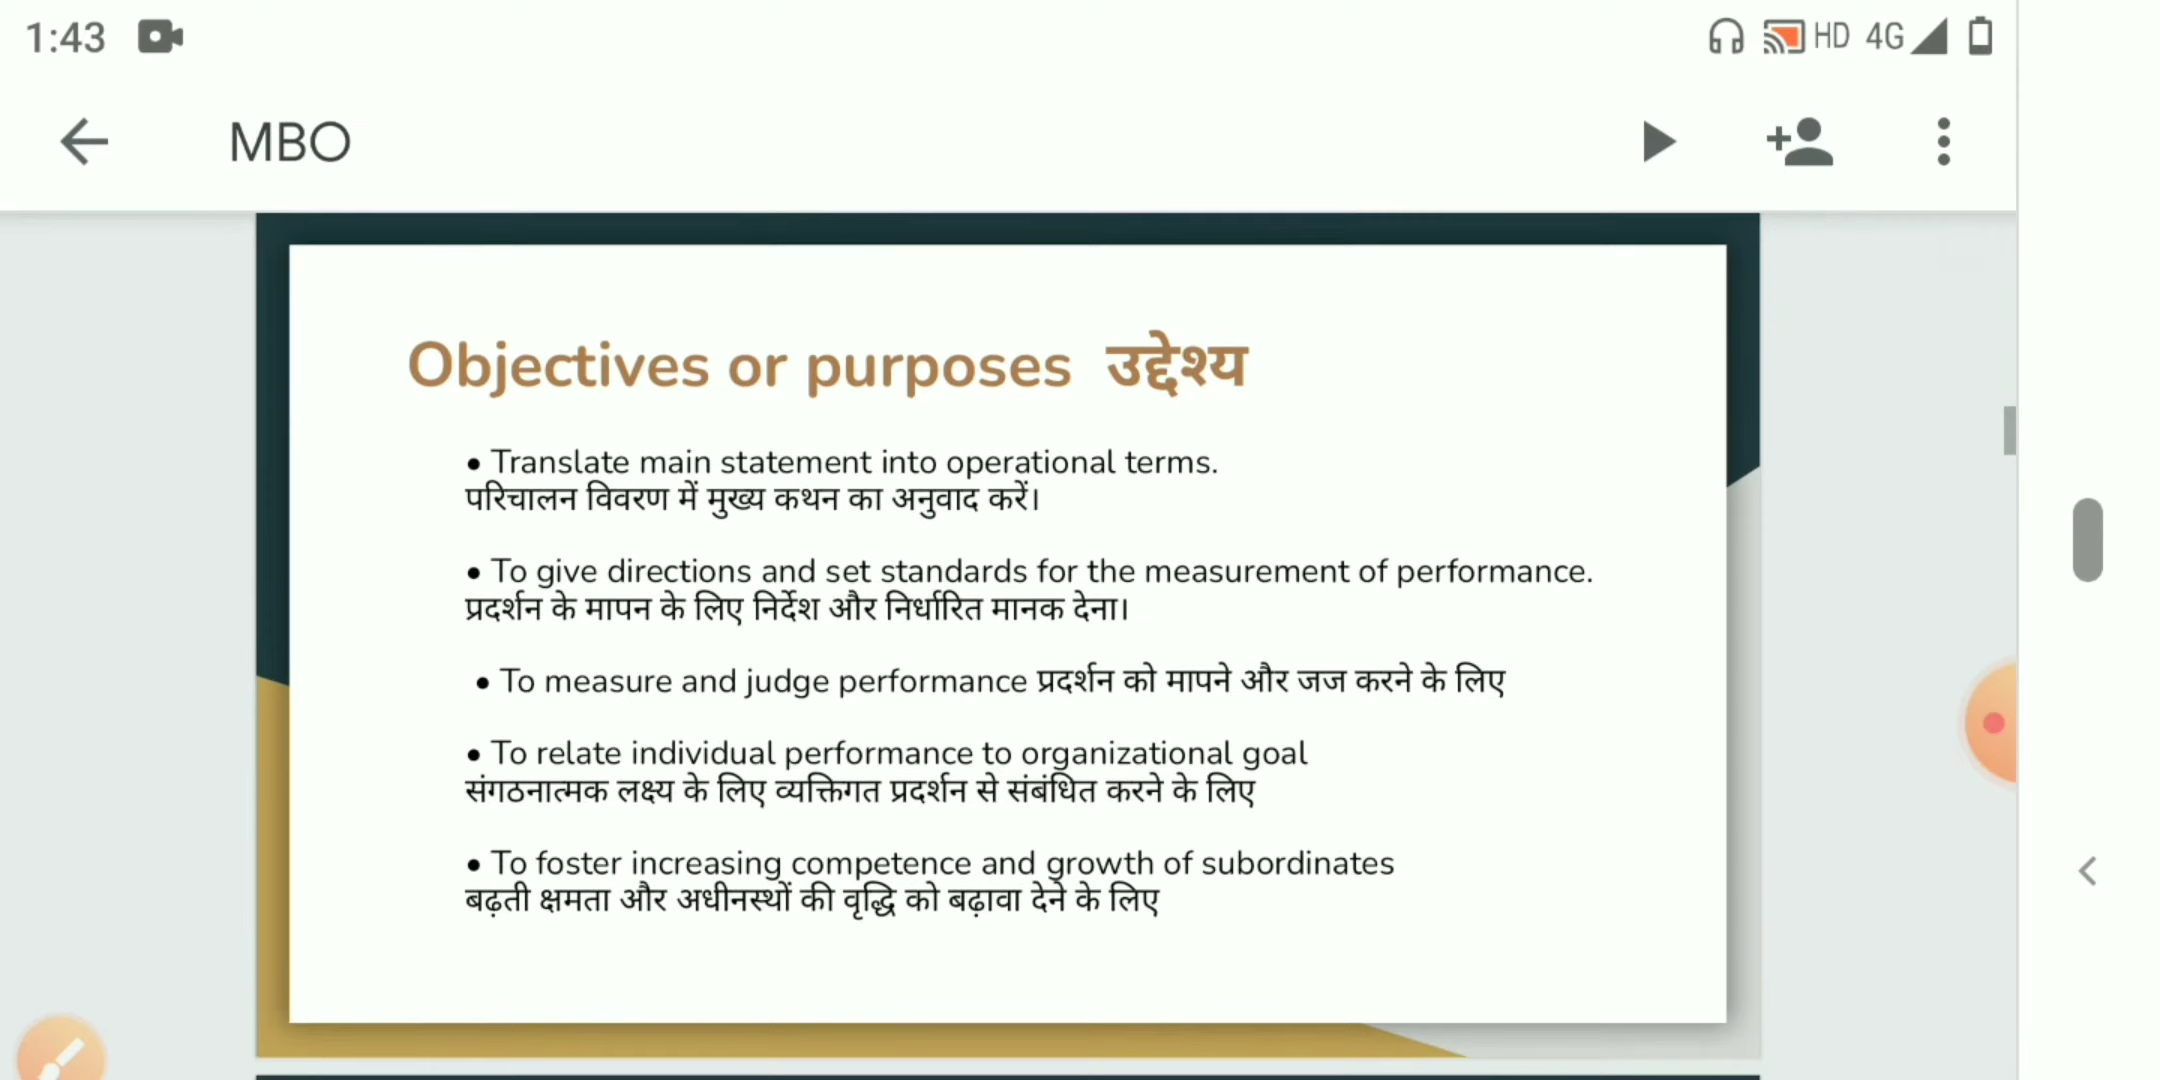 1:43
HD 4G
MBO
Objectives or purposes उद्देश्य
• Translate main statement into operational terms.
परिचालन विवरण में मुख्य कथन का अनुवाद करें।
• To give directions and set standards for the measurement of performance.
प्रदर्शन के मापन के लिए निर्देश और निर्धारित मानक देना।
• To measure and judge performance प्रदर्शन को मापने और जज करने के लिए
• To relate individual performance to organizational goal
संगठनात्मक लक्ष्य के लिए व्यक्तिगत प्रदर्शन से संबंधित करने के लिए
• To foster increasing competence and growth of subordinates
बढ़ती क्षमता और अधीनस्थों की वृद्धि को बढ़ावा देने के लिए